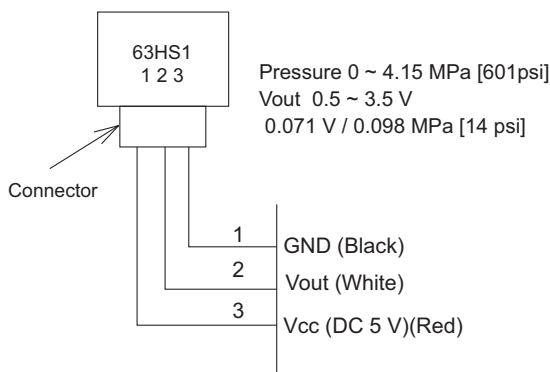 63HS1
1 2 3
Pressure 0 ~ 4.15 MPa [601psi]
Vout 0.5 ~ 3.5 V
0.071 V / 0.098 MPa [14 psi]
Connector
1
GND (Black)
2
Vout (White)
3
Vcc (DC 5 V)(Red)